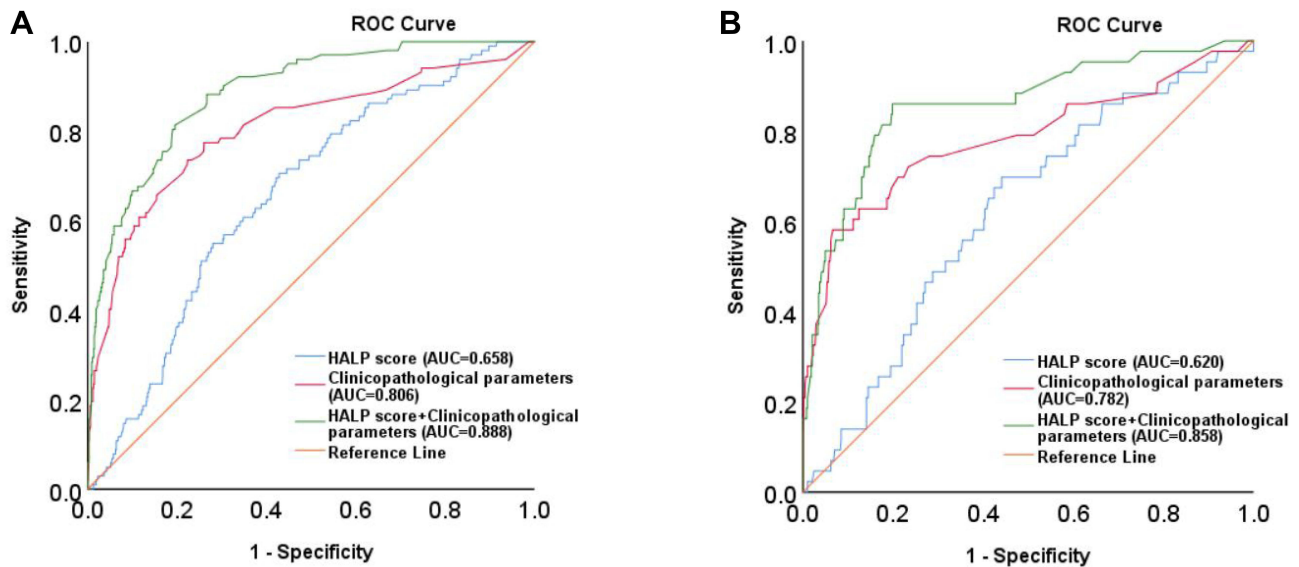 A
ROC Curve
1.0
0.8
0.6
0.4
0.2
0.0
Sensitivity
HALP score (AUC=0.658)
Clinicopathological parameters
(AUC=0.806)
HALP score+Clinicopathological
parameters (AUC=0.888)
Reference Line
0.0 0.2 0.4 0.6 0.8 1.0
1 - Specificity
B
ROC Curve
1.0
0.8
0.6
0.4
0.2
0.0
Sensitivity
HALP score (AUC=0.620)
Clinicopathological parameters
(AUC=0.782)
HALP score+Clinicopathological
parameters (AUC=0.858)
Reference Line
0.0 0.2 0.4 0.6 0.8 1.0
1 - Specificity